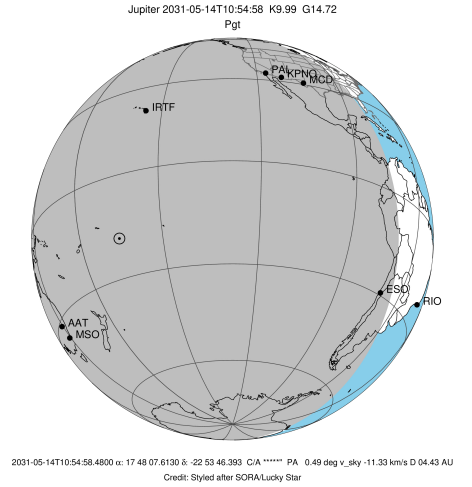 Jupiter 2031-05-14T10:54:58 K9.99 G14.72
Pgt
PAL
KPNO
MCD
IRTF
ESO
RIO
AAT
MSO
2031-05-14T10:54:58.4800 α: 17 48 07.6130 δ: -22 53 46.393 C/A *****" PA 0.49 deg v_sky -11.33 km/s D 04.43 AU
Credit: Styled after SORA/Lucky Star